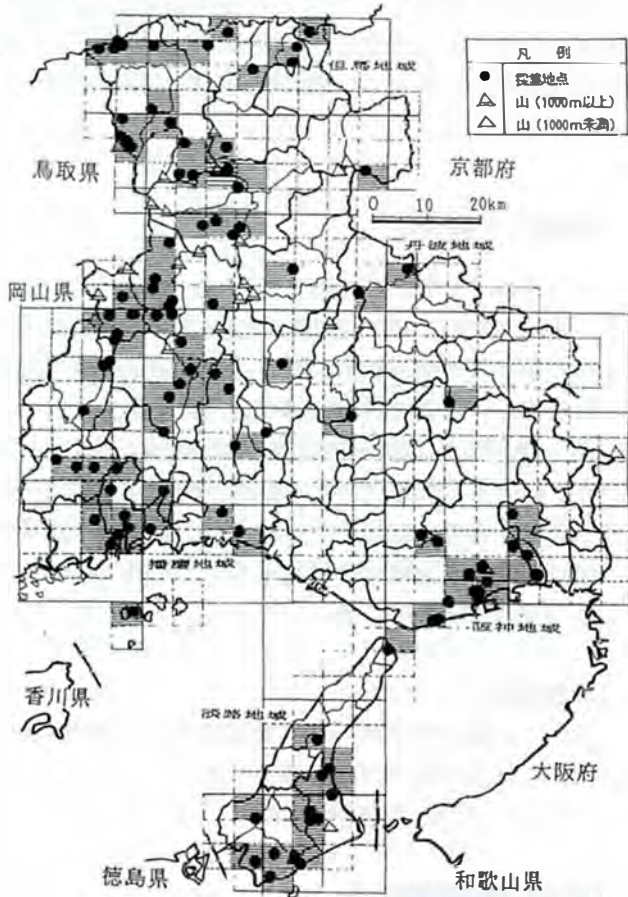 凡 例
採集地点
山 (1000m以上)
山 (1000m未満)
但馬地域
鳥取県
京都府
0 10 20km
丹波地域
岡山県
播磨地域
阪神地域
香川県
淡路地域
大阪府
徳島県
和歌山県